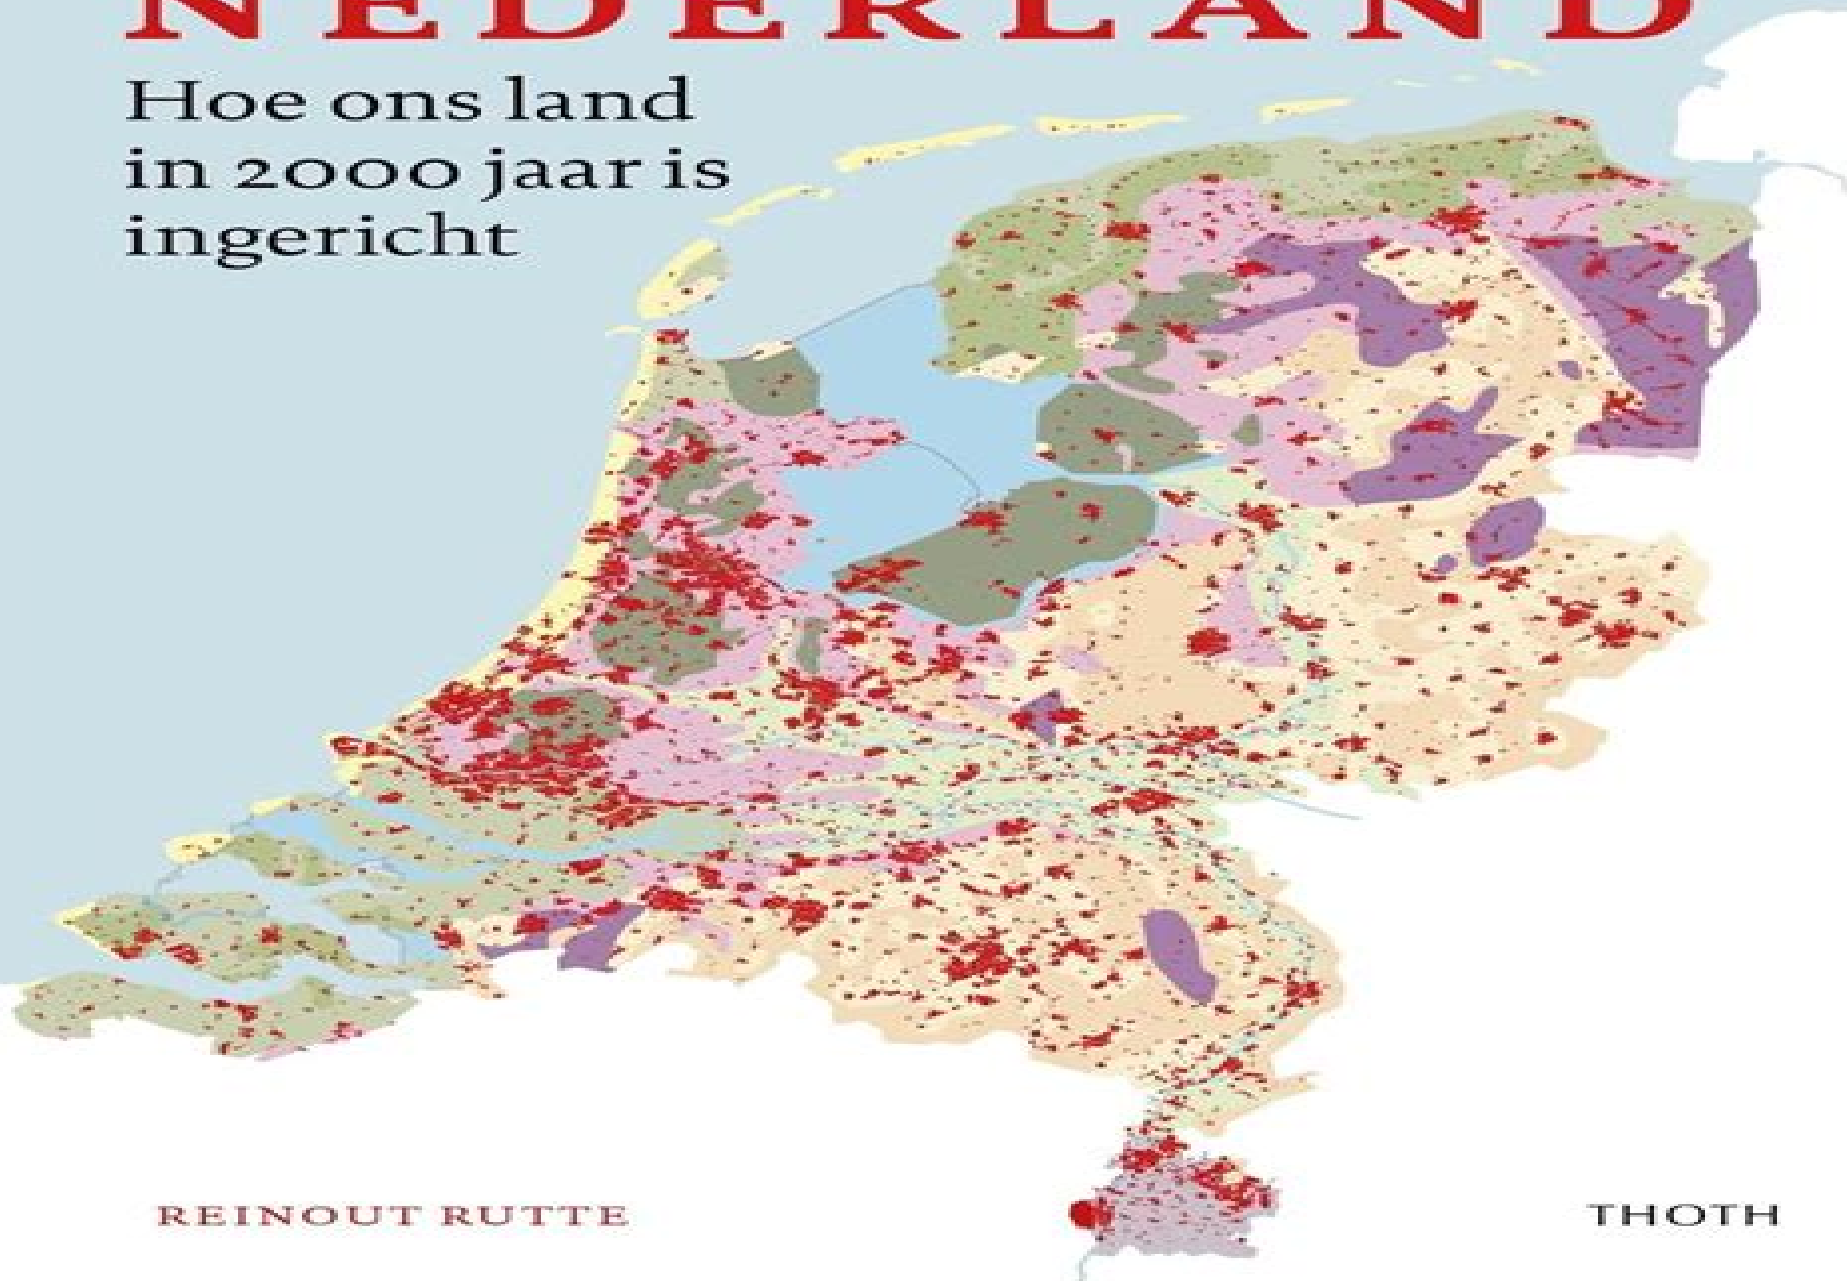 NEDERLAND
Hoe ons land
in 2000 jaar is
ingericht
REINOUT RUTTE
THOTH